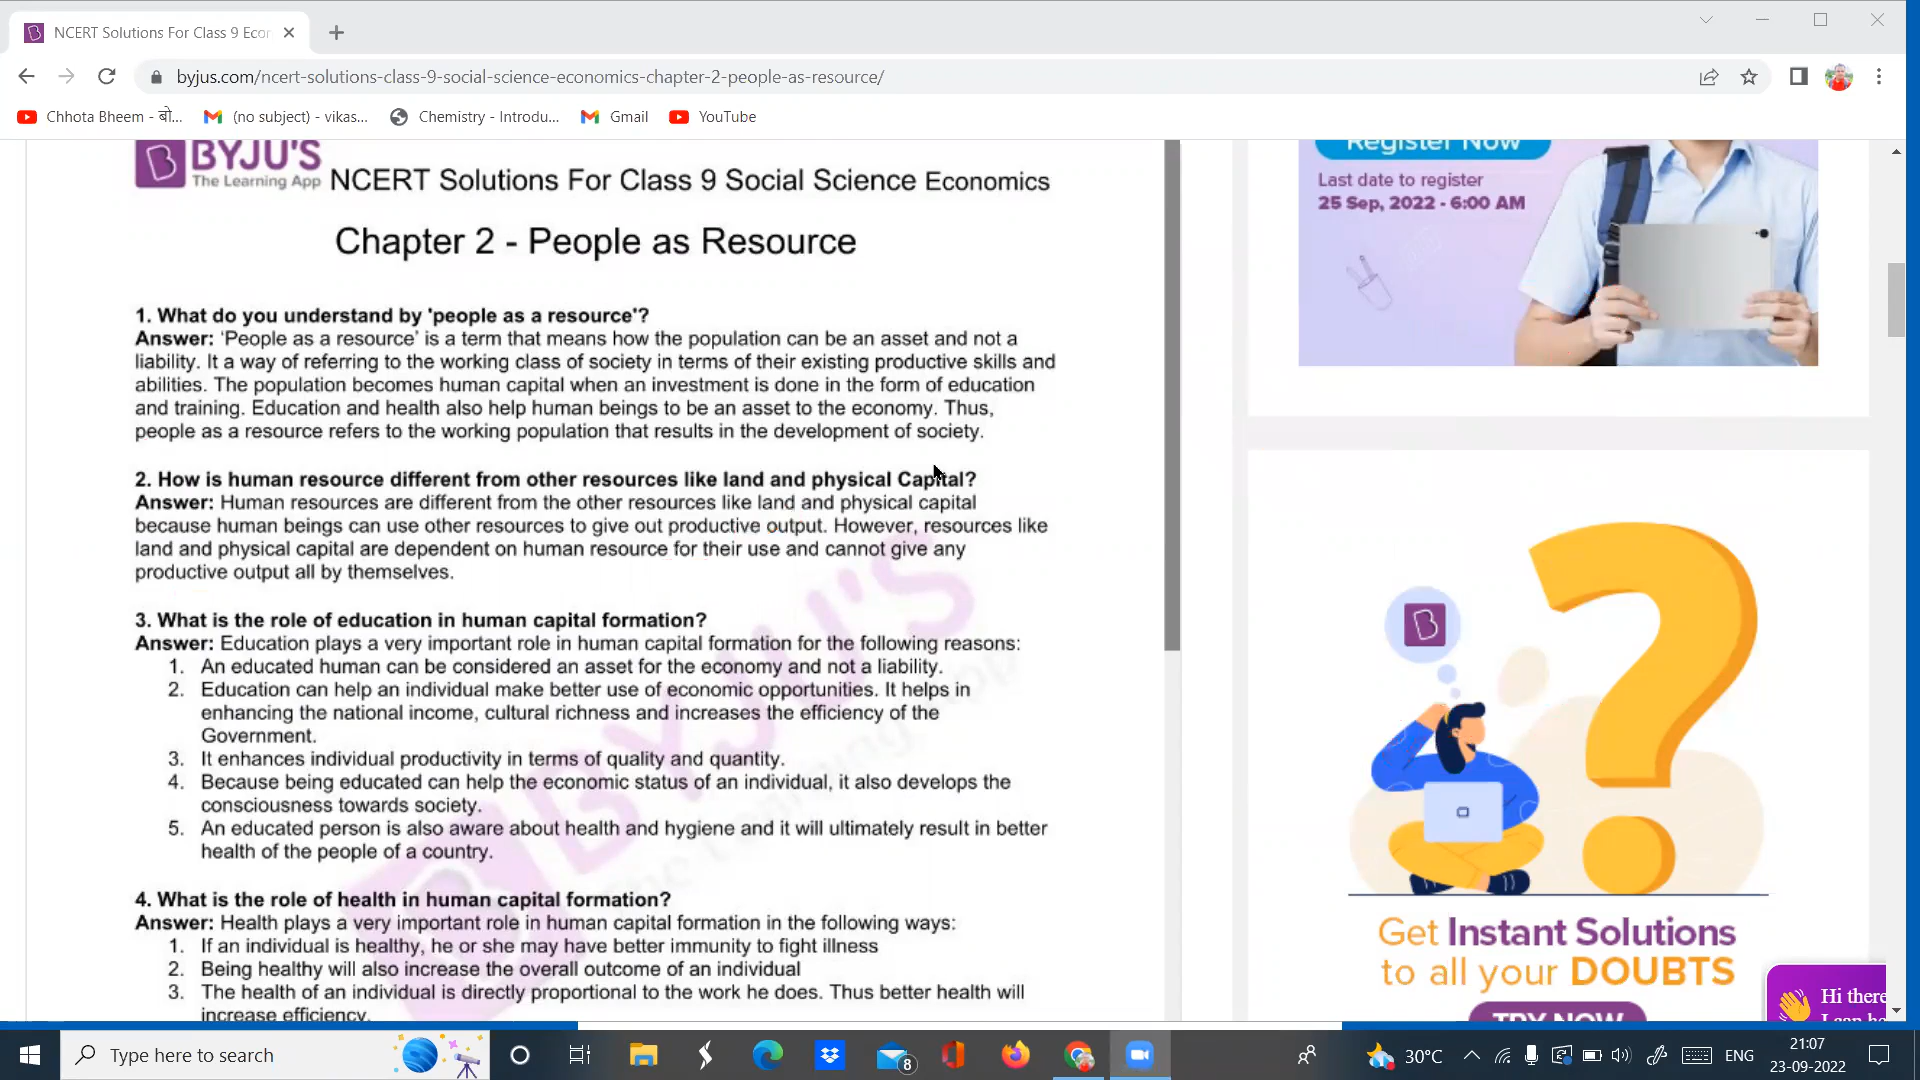 NCERT Solutions For Class 9 Econ
byjus.com/ncert-solutions-class-9-social-science-economics-chapter-2-people-as-resource/
Chhota Bheem - बो... (no subject) - vikas... Chemistry - Introdu... Gmail YouTube
BYJU'S
The Learning App
NCERT Solutions For Class 9 Social Science Economics
Chapter 2 - People as Resource
1. What do you understand by 'people as a resource'?
Answer: ‘People as a resource’ is a term that means how the population can be an asset and not a
liability. It a way of referring to the working class of society in terms of their existing productive skills and
abilities. The population becomes human capital when an investment is done in the form of education
and training. Education and health also help human beings to be an asset to the economy. Thus,
people as a resource refers to the working population that results in the development of society.
2. How is human resource different from other resources like land and physical Capital?
Answer: Human resources are different from the other resources like land and physical capital
because human beings can use other resources to give out productive output. However, resources like
land and physical capital are dependent on human resource for their use and cannot give any
productive output all by themselves.
3. What is the role of education in human capital formation?
Answer: Education plays a very important role in human capital formation for the following reasons:
1. An educated human can be considered an asset for the economy and not a liability.
2. Education can help an individual make better use of economic opportunities. It helps in
enhancing the national income, cultural richness and increases the efficiency of the
Government.
3. It enhances individual productivity in terms of quality and quantity.
4. Because being educated can help the economic status of an individual, it also develops the
consciousness towards society.
5. An educated person is also aware about health and hygiene and it will ultimately result in better
health of the people of a country.
4. What is the role of health in human capital formation?
Answer: Health plays a very important role in human capital formation in the following ways:
1. If an individual is healthy, he or she may have better immunity to fight illness
2. Being healthy will also increase the overall outcome of an individual
3. The health of an individual is directly proportional to the work he does. Thus better health will
increase efficiency.
BYJU'S
The Learning App
Register Now
Last date to register
25 Sep, 2022 - 6:00 AM
Get Instant Solutions
to all your DOUBTS
TRY NOW
Hi there
Type here to search
8
30°C
ENG
21:07
23-09-2022